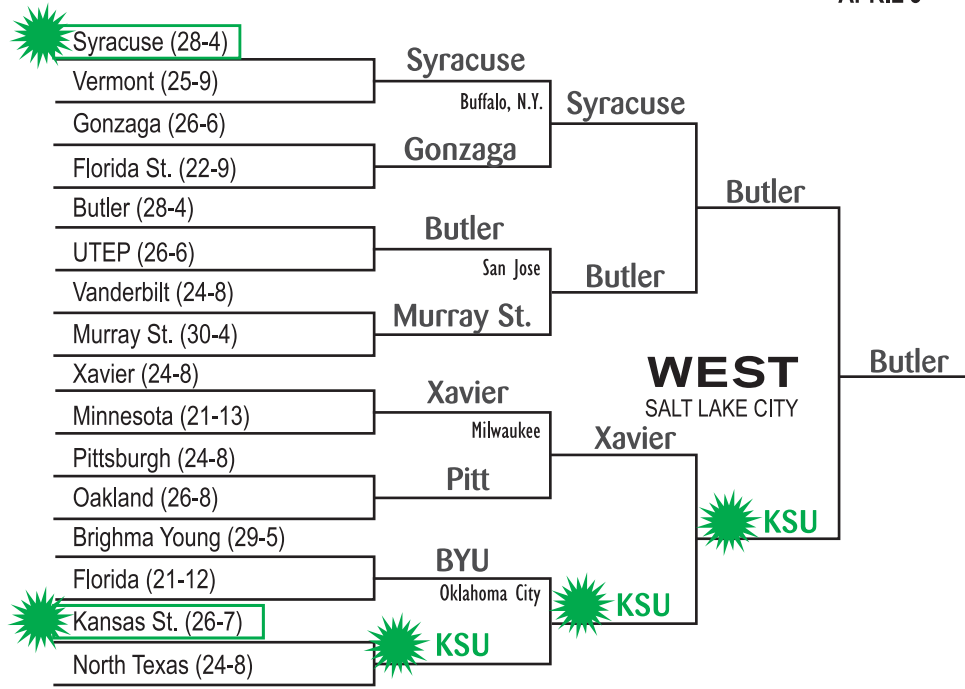 Syracuse (28-4)
Vermont (25-9)
Gonzaga (26-6)
Florida St. (22-9)
Butler (28-4)
UTEP (26-6)
Vanderbilt (24-8)
Murray St. (30-4)
Xavier (24-8)
Minnesota (21-13)
Pittsburgh (24-8)
Oakland (26-8)
Brighma Young (29-5)
Florida (21-12)
Kansas St. (26-7)
North Texas (24-8)
Syracuse
Buffalo, N.Y.
Gonzaga
Butler
San Jose
Murray St.
Xavier
Milwaukee
Pitt
BYU
Oklahoma City
KSU
Syracuse
Butler
Xavier
KSU
Butler
WEST
SALT LAKE CITY
KSU
Butler